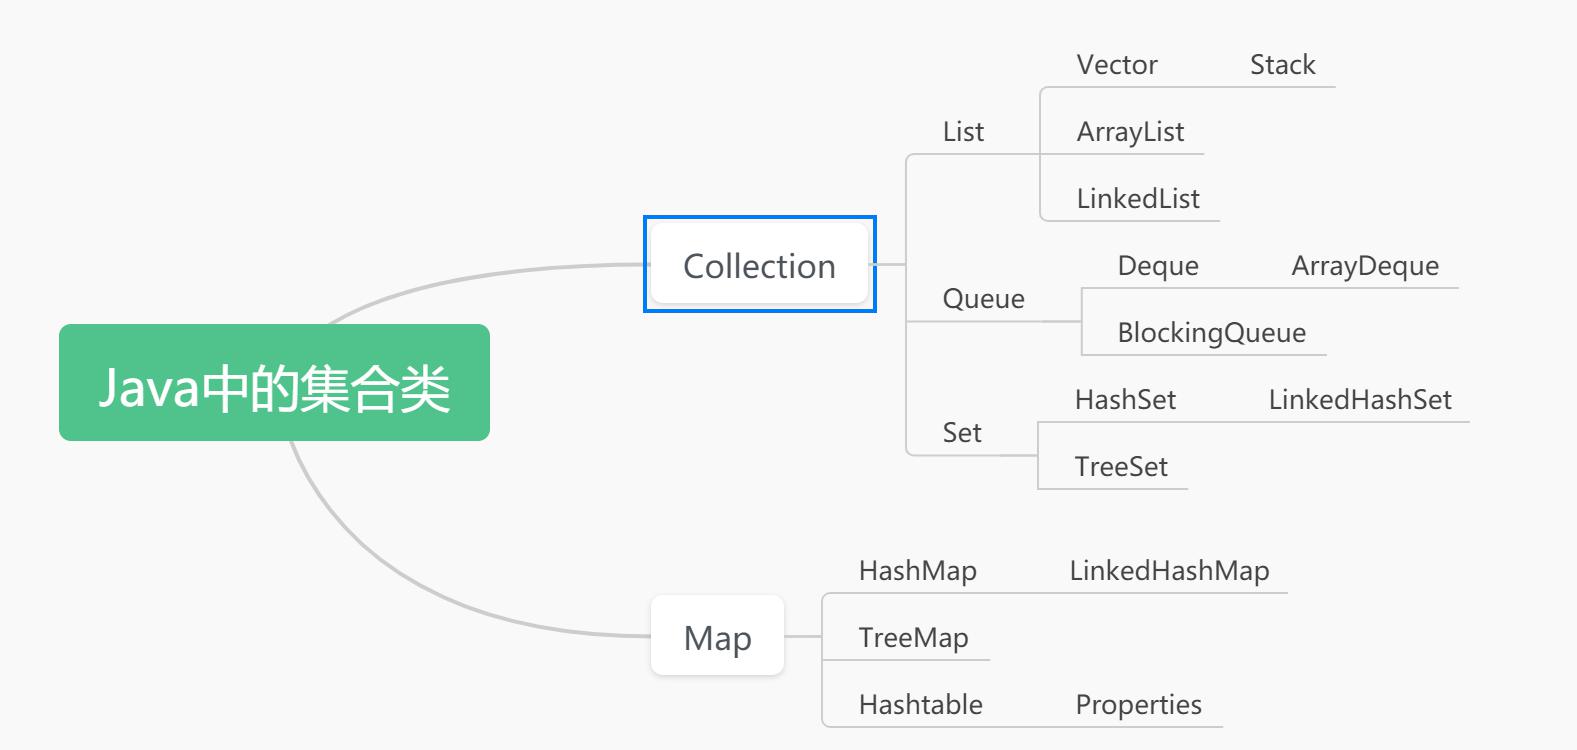 Java中的集合类
Collection
List
Vector Stack
ArrayList
LinkedList
Queue
Deque ArrayDeque
BlockingQueue
Set
HashSet LinkedHashSet
TreeSet
Map
HashMap LinkedHashMap
TreeMap
Hashtable Properties